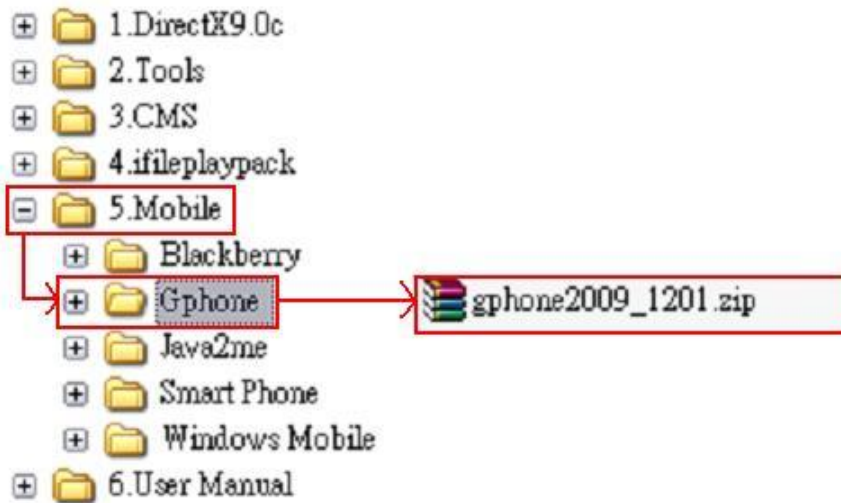 1.DirectX9.0c
2.Tools
3.CMS
4.ifileplaypack
5.Mobile
Blackberry
Gphone
gphone2009_1201.zip
Java2me
Smart Phone
Windows Mobile
6.User Manual